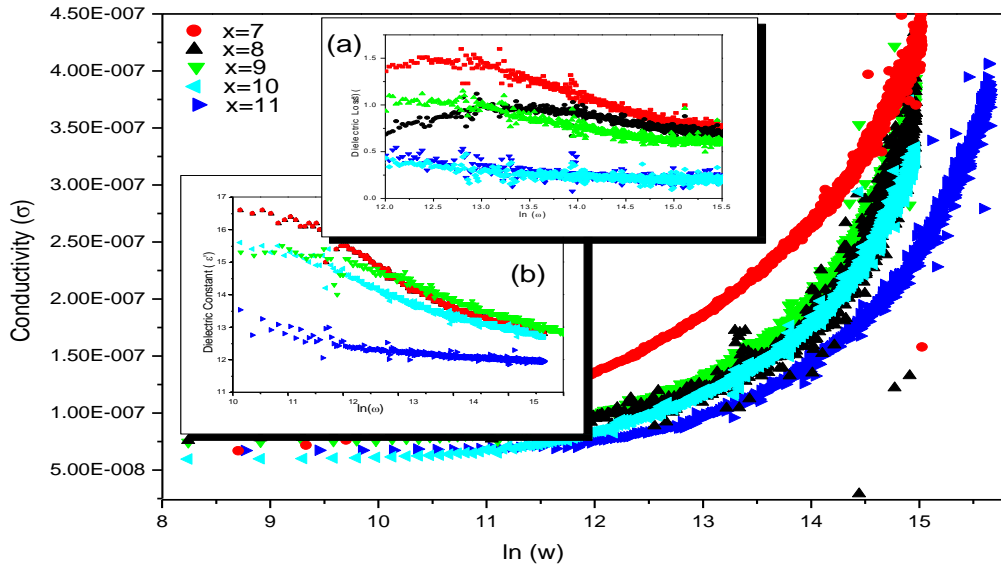 4.50E-007
4.00E-007
3.50E-007
3.00E-007
2.50E-007
2.00E-007
1.50E-007
1.00E-007
5.00E-008
Conductivity (σ)
x=7
x=8
x=9
x=10
x=11
(a)
1.5
1.0
0.5
0.0
Dielectric Loss) (
12.0 12.5 13.0 13.5 14.0 14.5 15.0 15.5
ln (ω)
(b)
17
16
15
14
13
12
11
Dielectric Constant ( ε')
10 11 12 13 14 15
ln(ω)
8 9 10 11 12 13 14 15
ln (w)